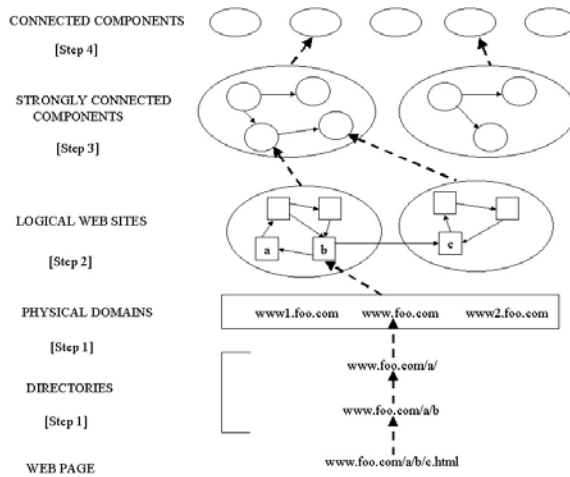 CONNECTED COMPONENTS
[Step 4]
STRONGLY CONNECTED
COMPONENTS
[Step 3]
LOGICAL WEB SITES
a
b
c
[Step 2]
PHYSICAL DOMAINS
www1.foo.com www.foo.com www2.foo.com
[Step 1]
www.foo.com/a/
DIRECTORIES
www.foo.com/a/b
[Step 1]
www.foo.com/a/b/c.html
WEB PAGE